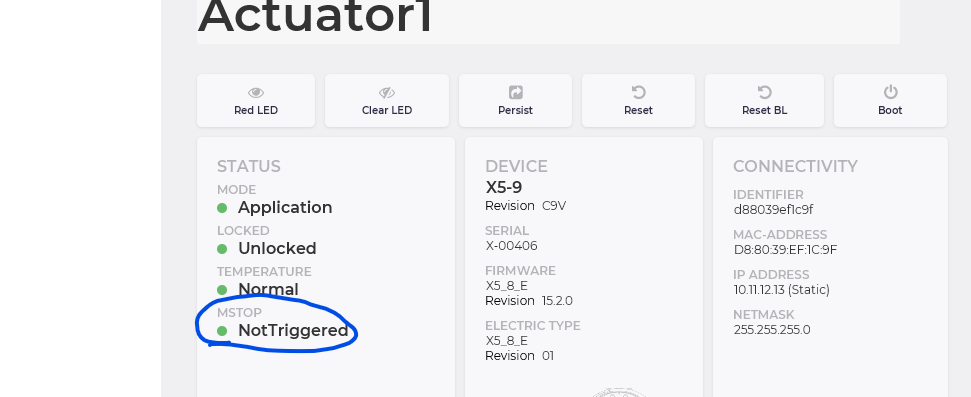 Actuator1
Red LED
Clear LED
Persist
Reset
Reset BL
Boot
STATUS
MODE
Application
LOCKED
Unlocked
TEMPERATURE
Normal
MSTOP
NotTriggered
DEVICE
X5-9
Revision C9V
SERIAL
X-00406
FIRMWARE
X5_8_E
Revision 15.2.0
ELECTRIC TYPE
X5_8_E
Revision 01
CONNECTIVITY
IDENTIFIER
d88039ef1c9f
MAC-ADDRESS
D8:80:39:EF:1C:9F
IP ADDRESS
10.11.12.13 (Static)
NETMASK
255.255.255.0